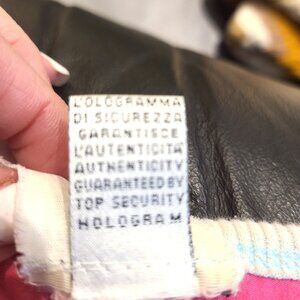 L'OLOGRAMMA
DI SICUREZZA
GARANTISCE
L'AUTENTICITA'
AUTHENTICITY
GUARANTEED BY
TOP SECURITY
HOLOGRAM